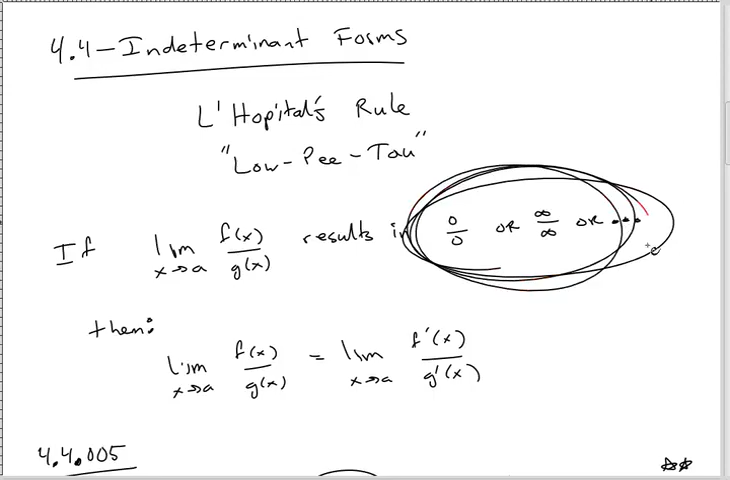 4.4 - Indeterminant Forms
L'Hopital's Rule
"Low-Pee-Tau"
If lim x→a f(x)/g(x) results in 0/0 OR ∞/∞ OR ...
then:
lim x→a f(x)/g(x) = lim x→a f'(x)/g'(x)
4.4.005